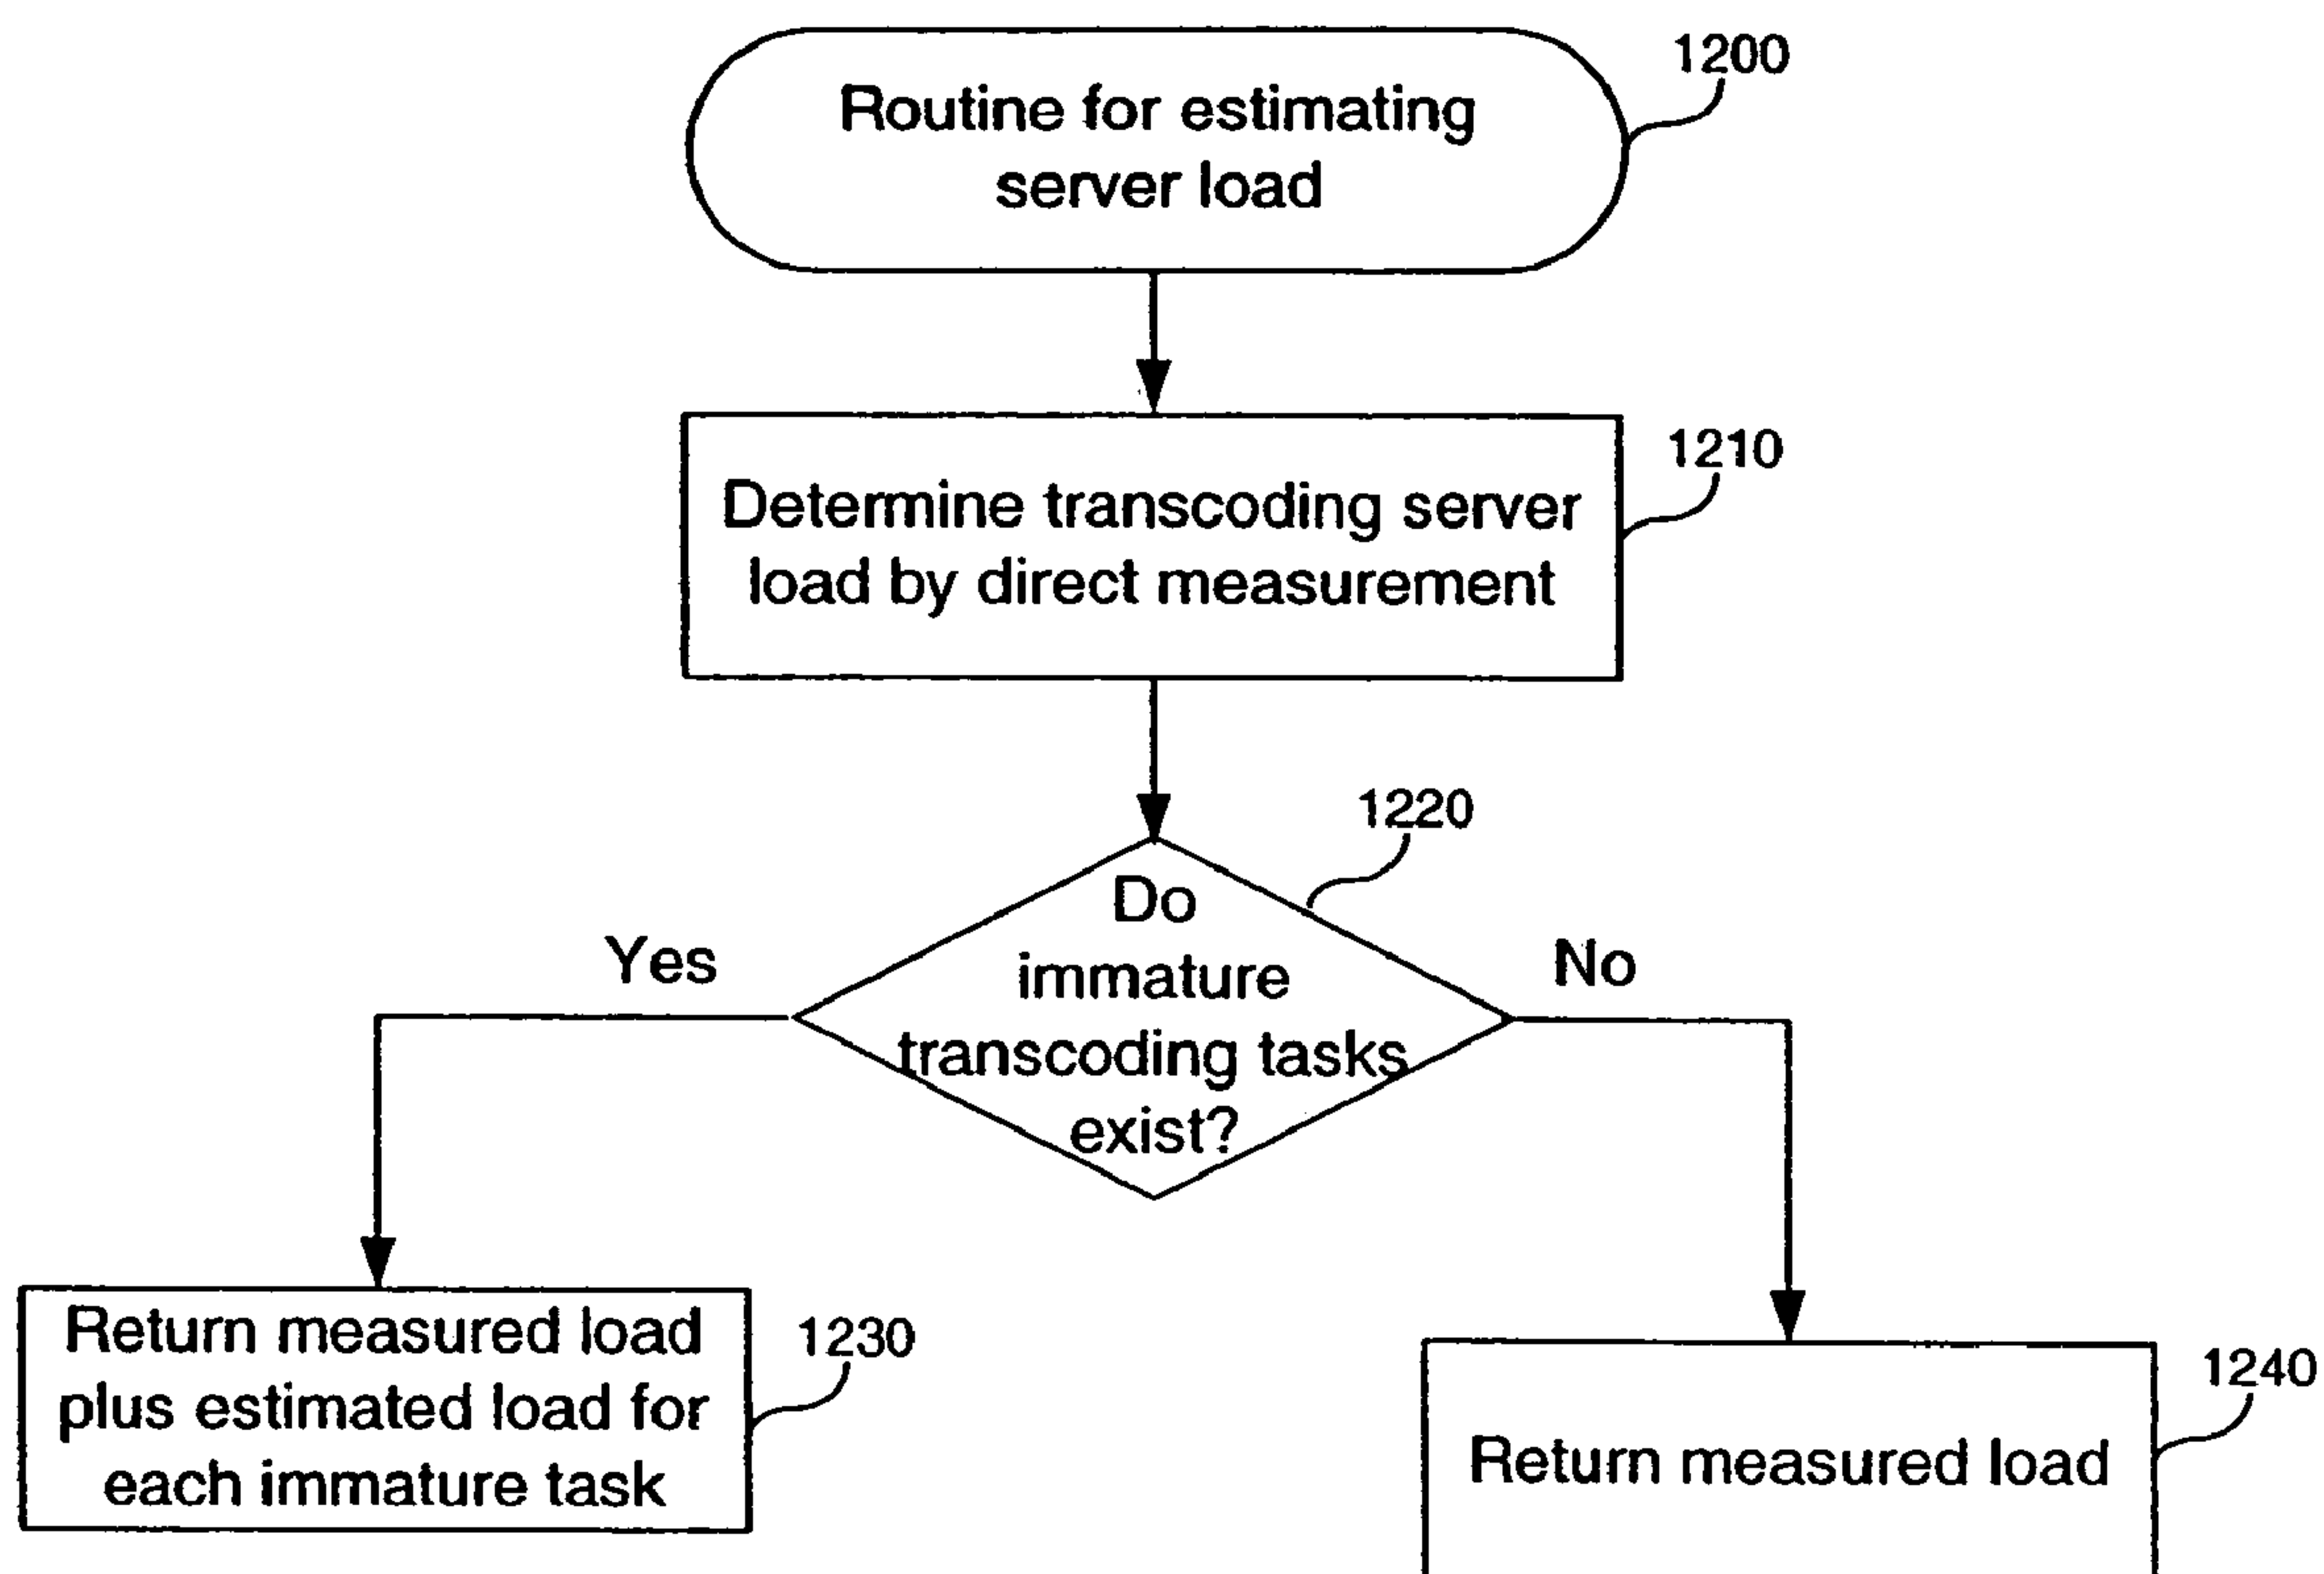 Routine for estimating
server load
1200
Determine transcoding server
load by direct measurement
1210
1220
Do
immature
transcoding tasks
exist?
Yes
No
Return measured load
plus estimated load for
each immature task
1230
Return measured load
1240